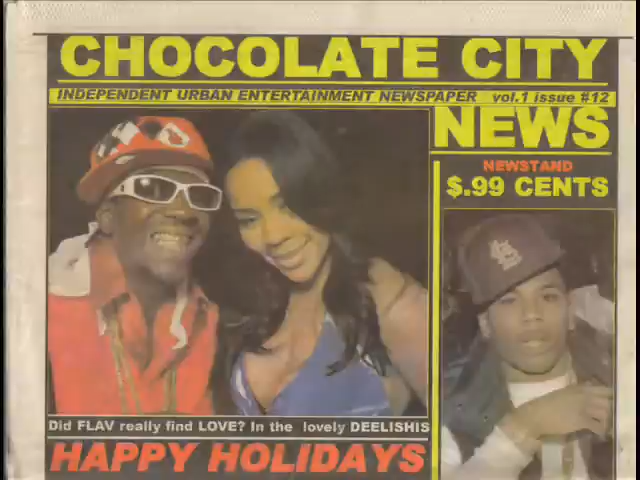 CHOCOLATE CITY
INDEPENDENT URBAN ENTERTAINMENT NEWSPAPER vol.1 issue #12
NEWS
NEWSTAND
$.99 CENTS
STL
Did FLAV really find LOVE? In the lovely DEELISHIS
HAPPY HOLIDAYS